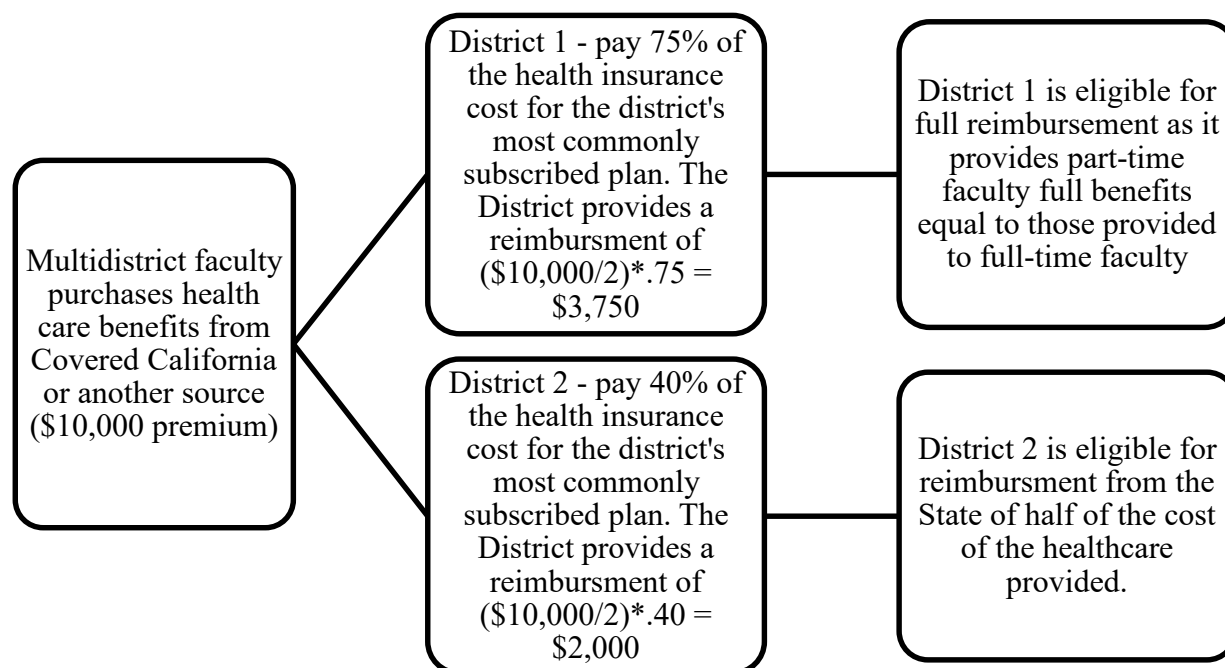 Multidistrict faculty
purchases health
care benefits from
Covered California
or another source
($10,000 premium)
District 1 - pay 75% of
the health insurance
cost for the district's
most commonly
subscribed plan. The
District provides a
reimbursment of
($10,000/2)*.75 =
$3,750
District 1 is eligible for
full reimbursement as it
provides part-time
faculty full benefits
equal to those provided
to full-time faculty
District 2 - pay 40% of
the health insurance
cost for the district's
most commonly
subscribed plan. The
District provides a
reimbursment of
($10,000/2)*.40 =
$2,000
District 2 is eligible for
reimbursment from the
State of half of the cost
of the healthcare
provided.